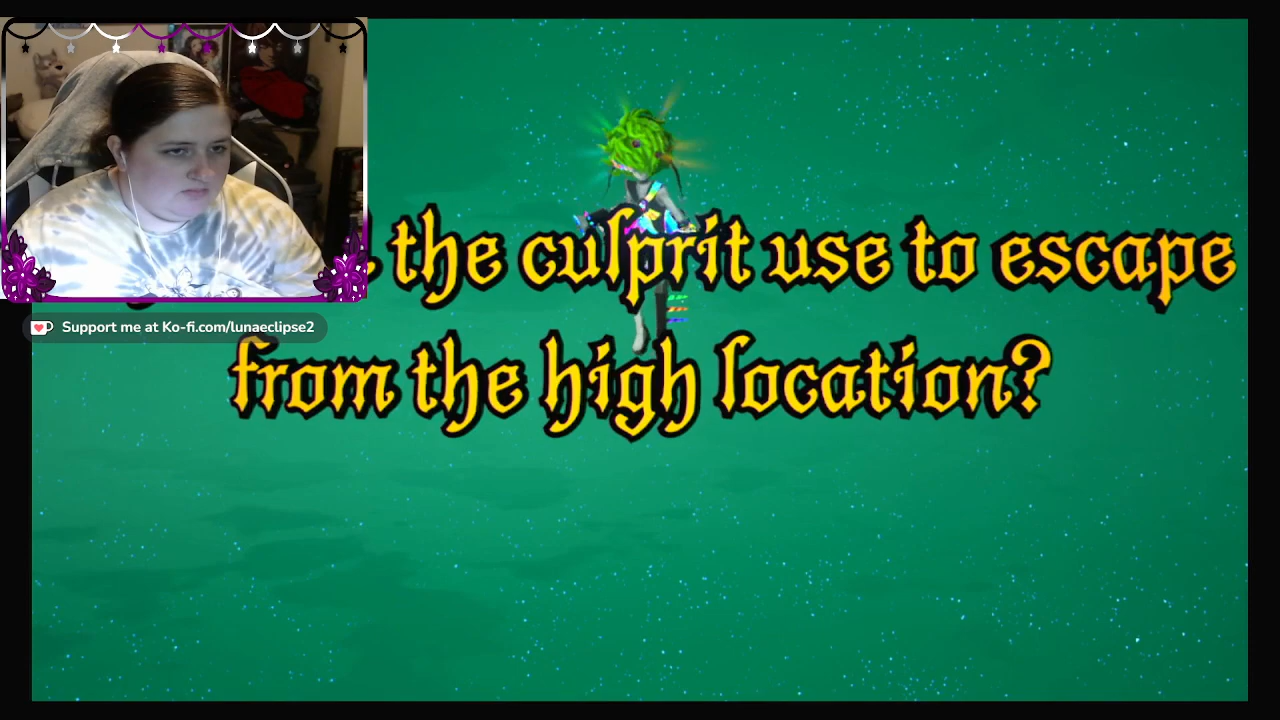 the culprit use to escape
Support me at Ko-fi.com/lunaeclipse2
from the high location?